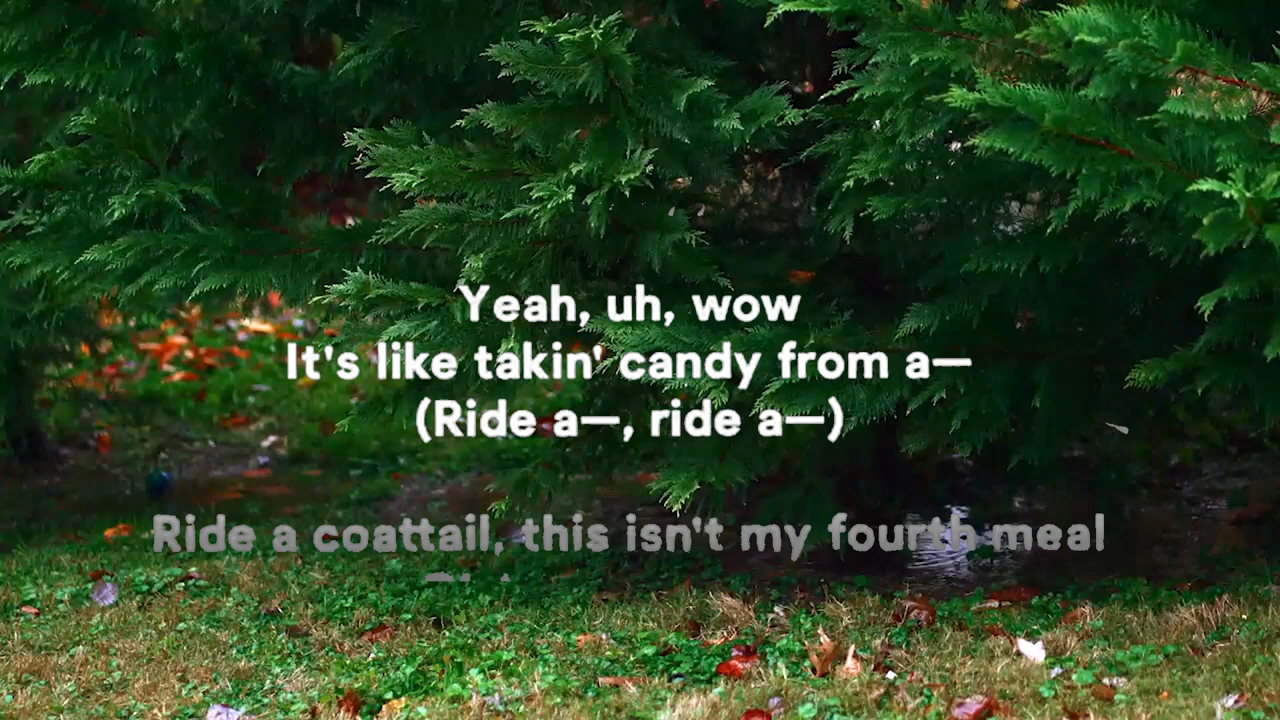 Yeah, uh, wow
It's like takin' candy from a—
(Ride a—, ride a—)
Ride a coattail, this isn't my fourth meal